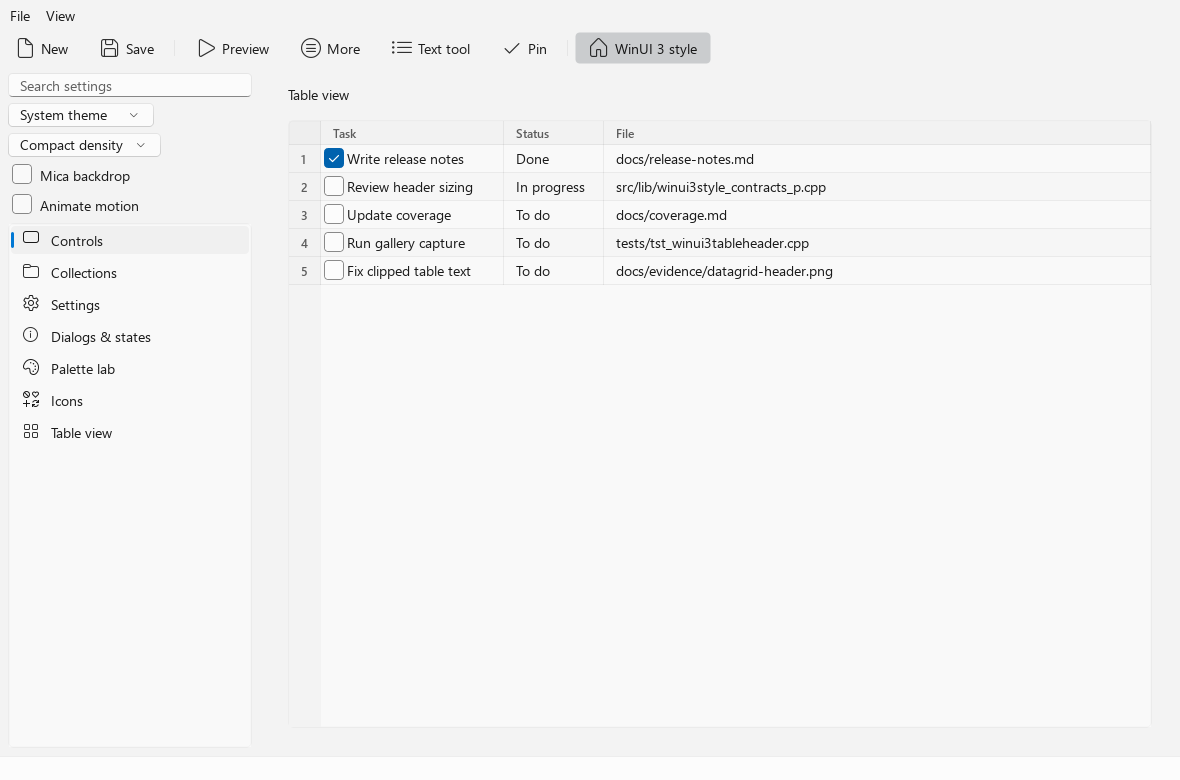 File View
New Save Preview More Text tool Pin WinUI 3 style
Search settings
System theme
Compact density
Mica backdrop
Animate motion
Controls
Collections
Settings
Dialogs & states
Palette lab
Icons
Table view
Table view
Task Status File
1 Write release notes Done docs/release-notes.md
2 Review header sizing In progress src/lib/winui3style_contracts_p.cpp
3 Update coverage To do docs/coverage.md
4 Run gallery capture To do tests/tst_winui3tableheader.cpp
5 Fix clipped table text To do docs/evidence/datagrid-header.png